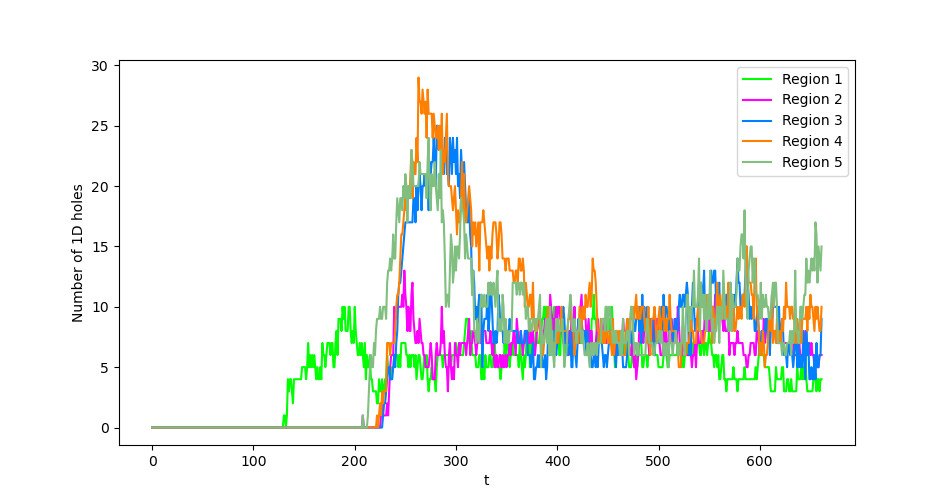 30
25
20
15
10
5
0
Number of 1D holes
0 100 200 300 400 500 600
t
Region 1
Region 2
Region 3
Region 4
Region 5